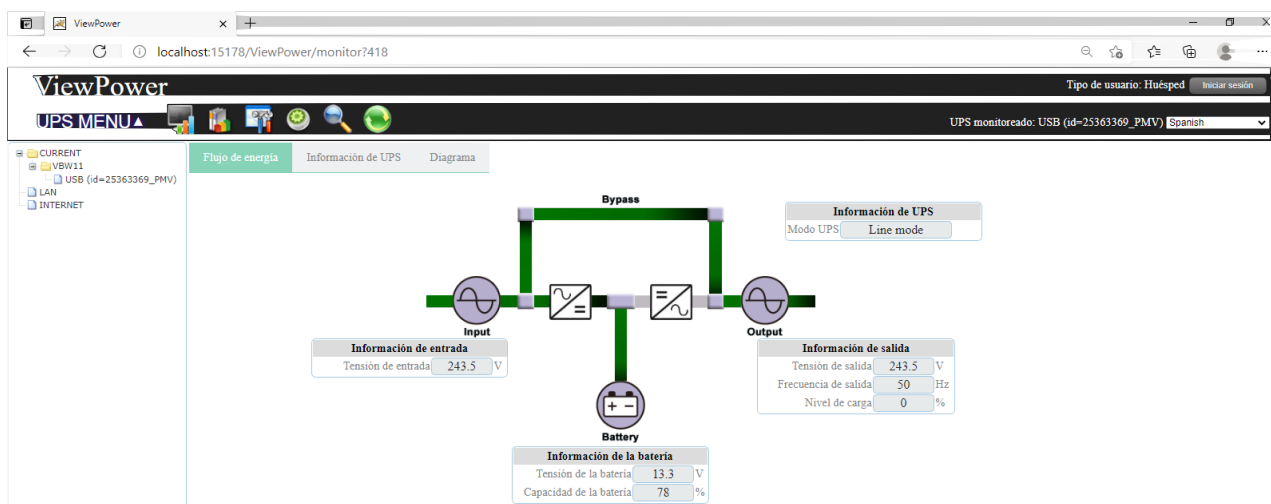 ViewPower
localhost:15178/ViewPower/monitor?418
ViewPower
Tipo de usuario: Huésped Iniciar sesión
UPS MENU▲
UPS monitoreado: USB (id=25363369_PMV) Spanish
CURRENT
VBW11
USB (id=25363369_PMV)
LAN
INTERNET
Flujo de energía Información de UPS Diagrama
Bypass
Información de UPS
Modo UPS Line mode
Input
Output
Información de entrada
Tensión de entrada 243.5 V
Información de salida
Tensión de salida 243.5 V
Frecuencia de salida 50 Hz
Nivel de carga 0 %
Battery
Información de la batería
Tensión de la batería 13.3 V
Capacidad de la batería 78 %